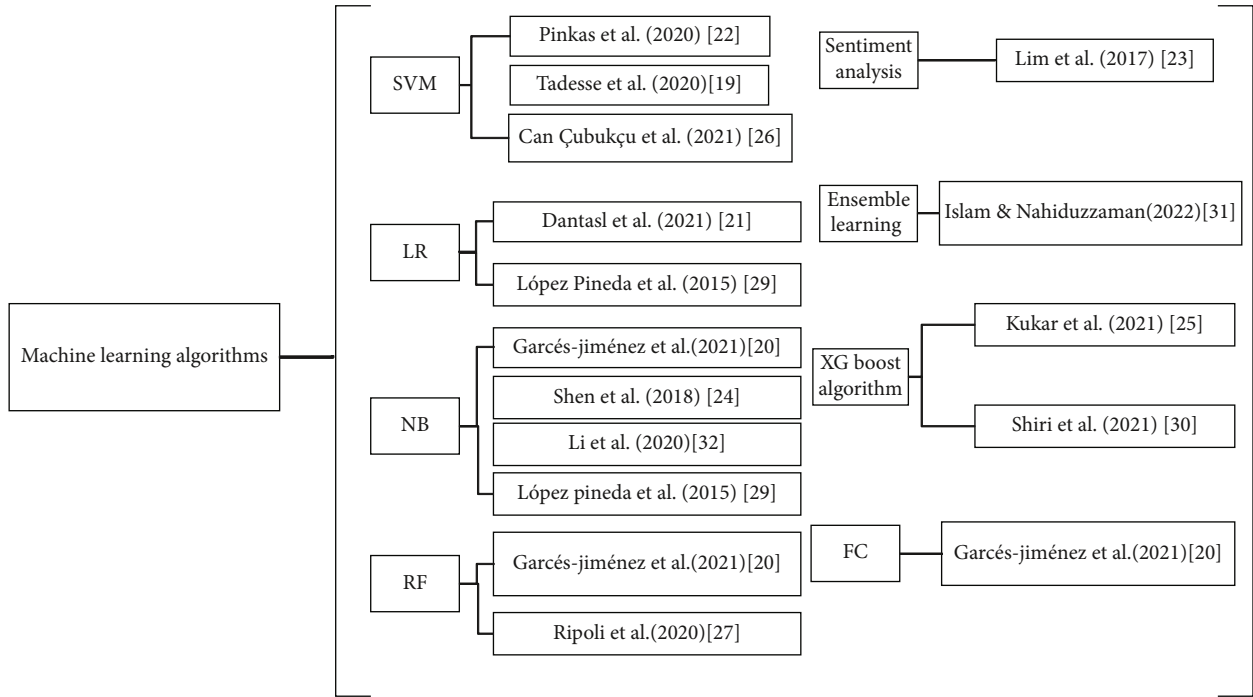 Machine learning algorithms
SVM
Pinkas et al. (2020) [22]
Tadesse et al. (2020)[19]
Can Çubukçu et al. (2021) [26]
LR
Dantasl et al. (2021) [21]
López Pineda et al. (2015) [29]
NB
Garcés-jiménez et al.(2021)[20]
Shen et al. (2018) [24]
Li et al. (2020)[32]
López pineda et al. (2015) [29]
RF
Garcés-jiménez et al.(2021)[20]
Ripoli et al.(2020)[27]
Sentiment
analysis
Lim et al. (2017) [23]
Ensemble
learning
Islam & Nahiduzzaman(2022)[31]
XG boost
algorithm
Kukar et al. (2021) [25]
Shiri et al. (2021) [30]
FC
Garcés-jiménez et al.(2021)[20]